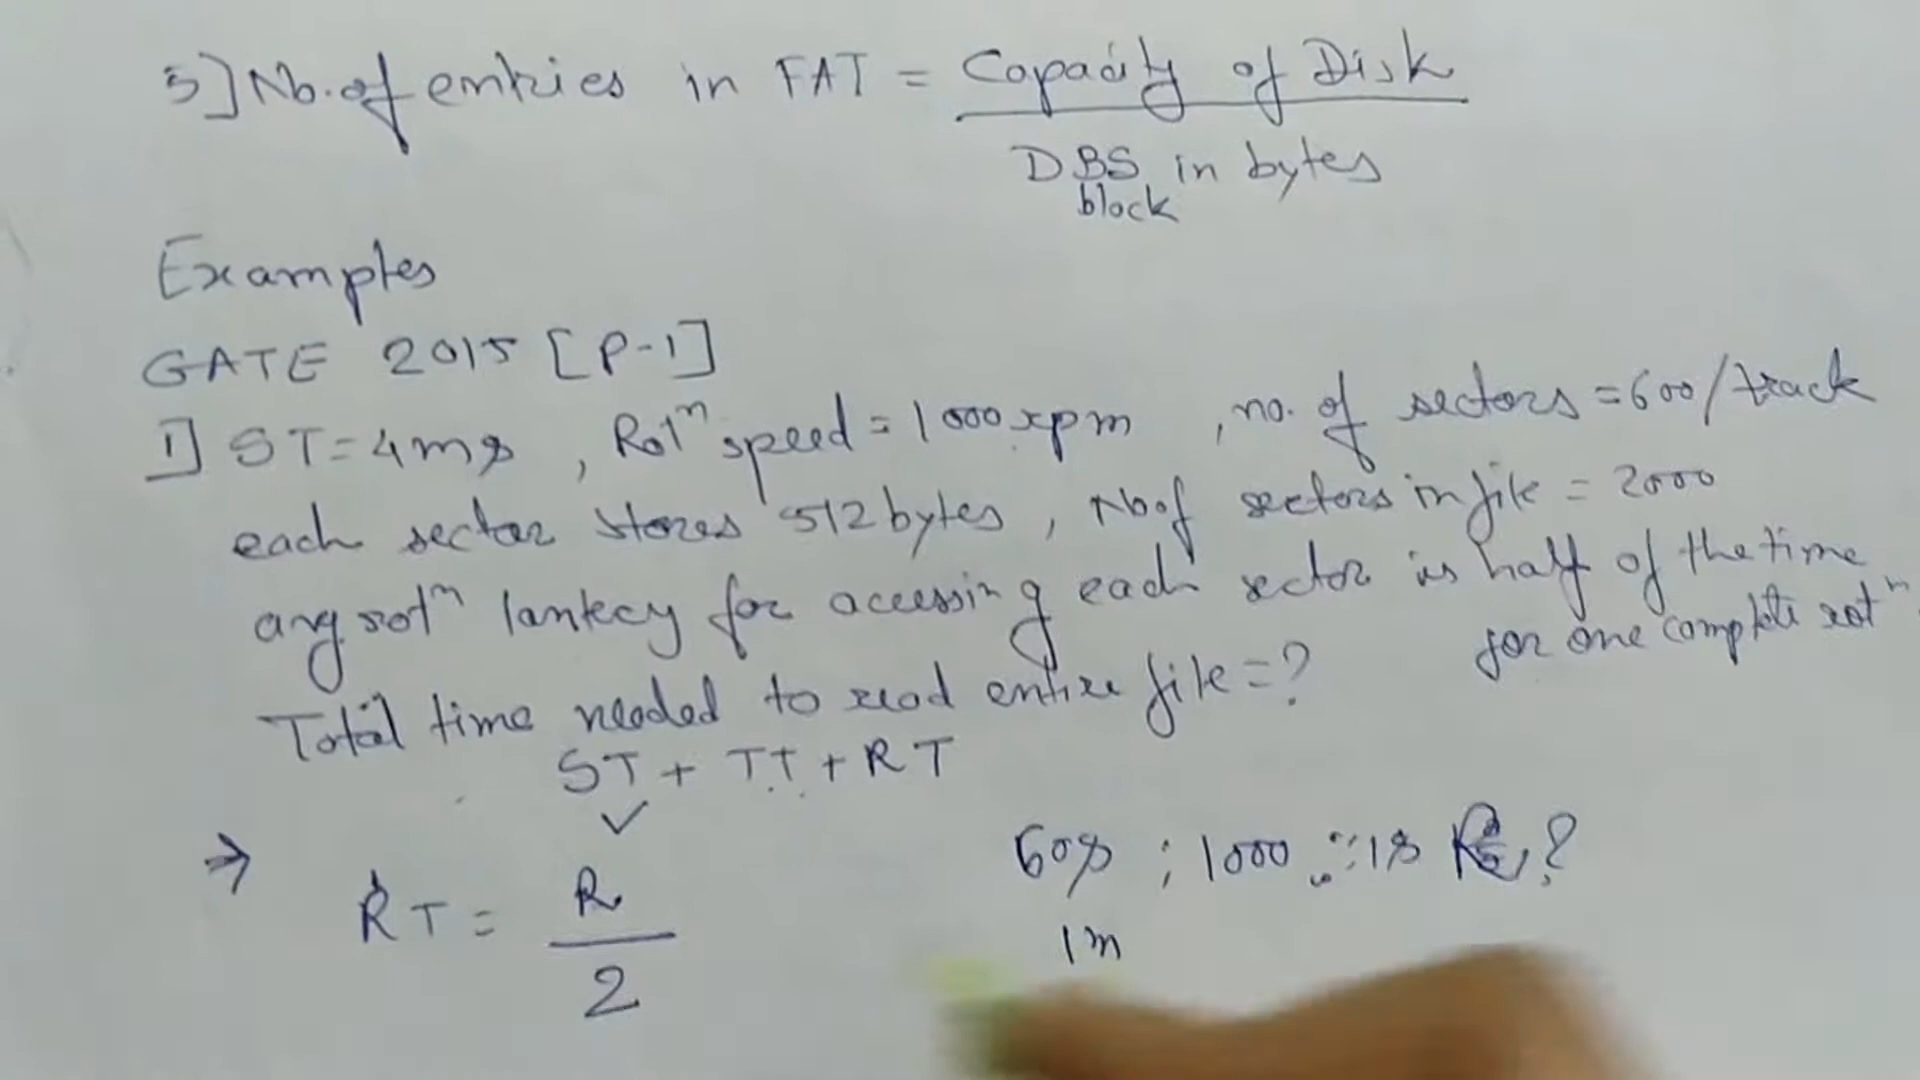 5] No. of entries in FAT = Capacity of Disk
DBS in bytes
block
Examples
GATE 2015 [P-1]
1] ST = 4ms, Rotⁿ speed = 1000 rpm, no. of sectors = 600/track
each sector stores 512 bytes, No of sectors in file = 2000
avg rotⁿ lantecy for accessing each sector is half of the time
for one complete rotⁿ
Total time needed to read entire file = ?
ST + TT + RT
✓
60s ; 1000 ∴ 1s ?
→ RT = R
2
1m